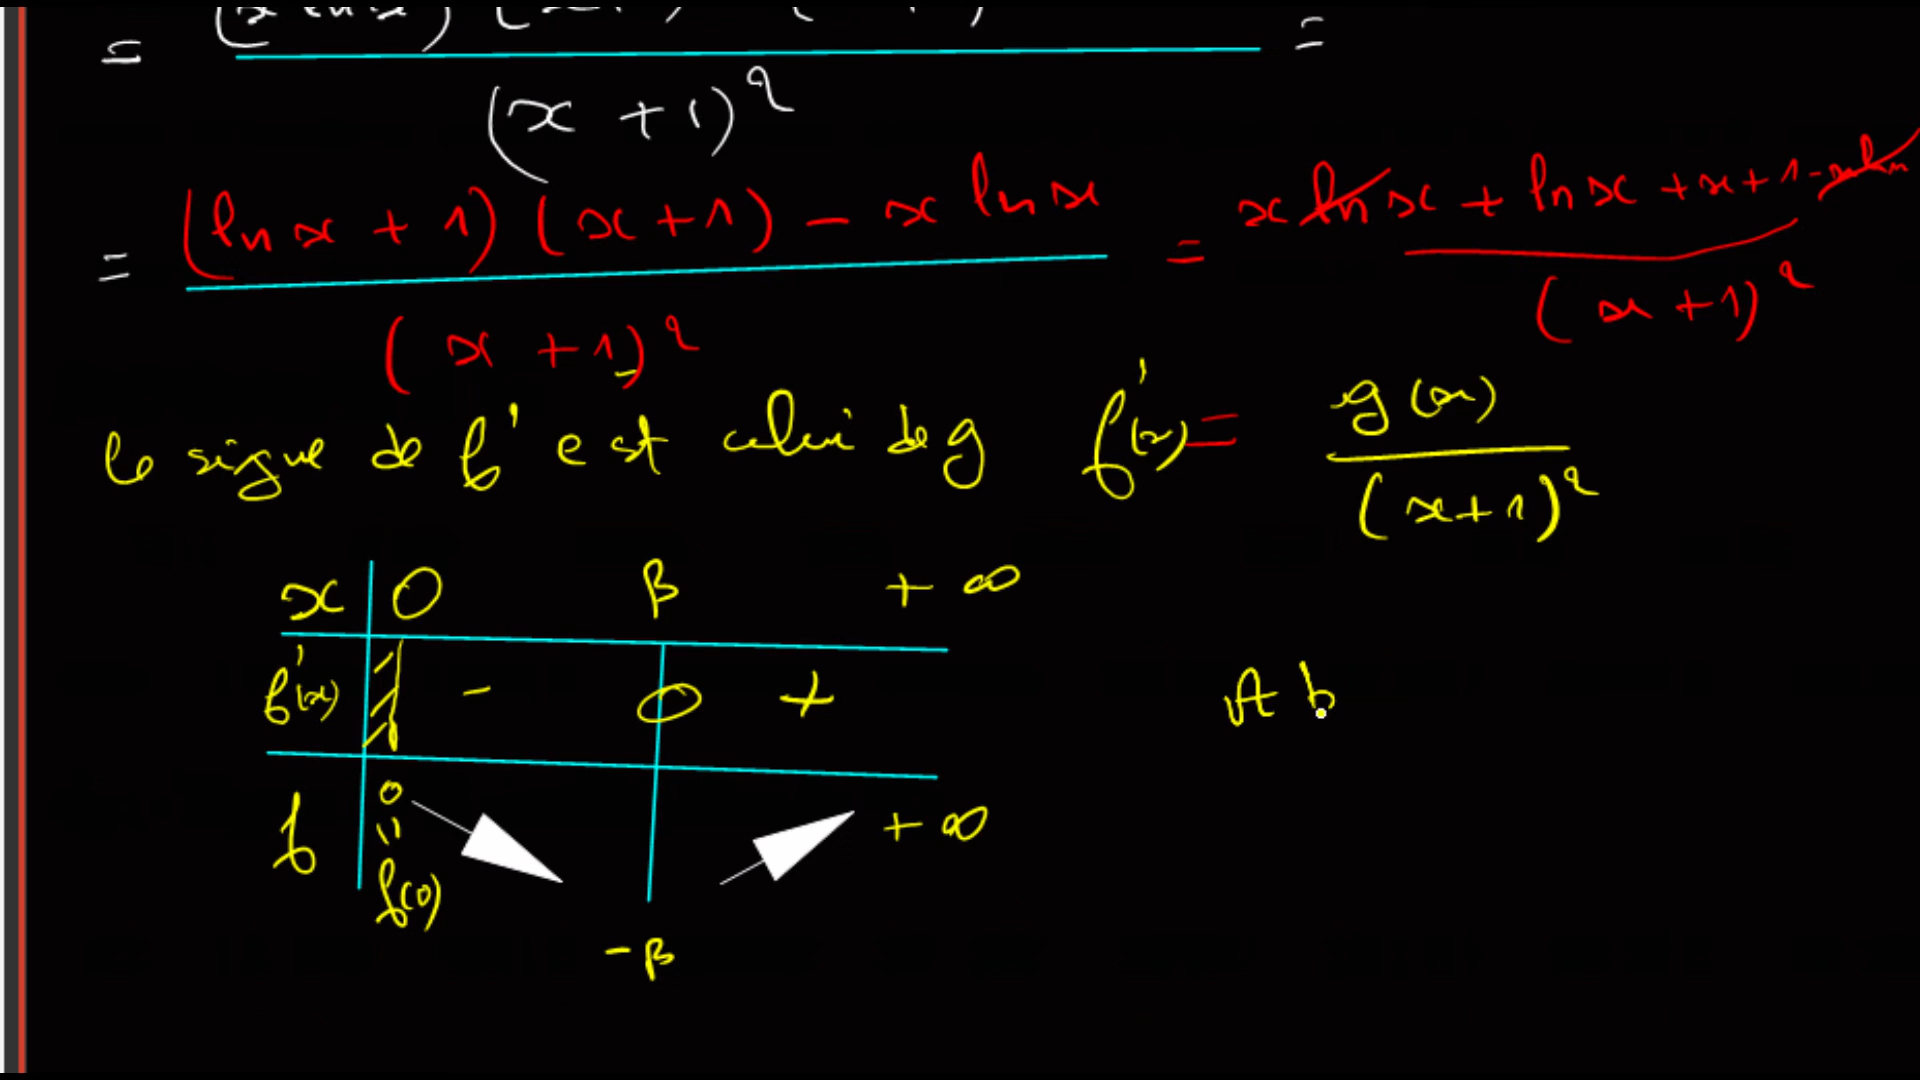 =
=
(x + 1)²
= (ln x + 1) (x + 1) - x ln x / (x + 1)² = x ln x + ln x + x + 1 - x ln x / (x + 1)²
le signe de f' est celui de g f'(x) = g(x) / (x+1)²
x 0 β + ∞
f'(x) - 0 +
f 0 = f(0) + ∞
- β
A b